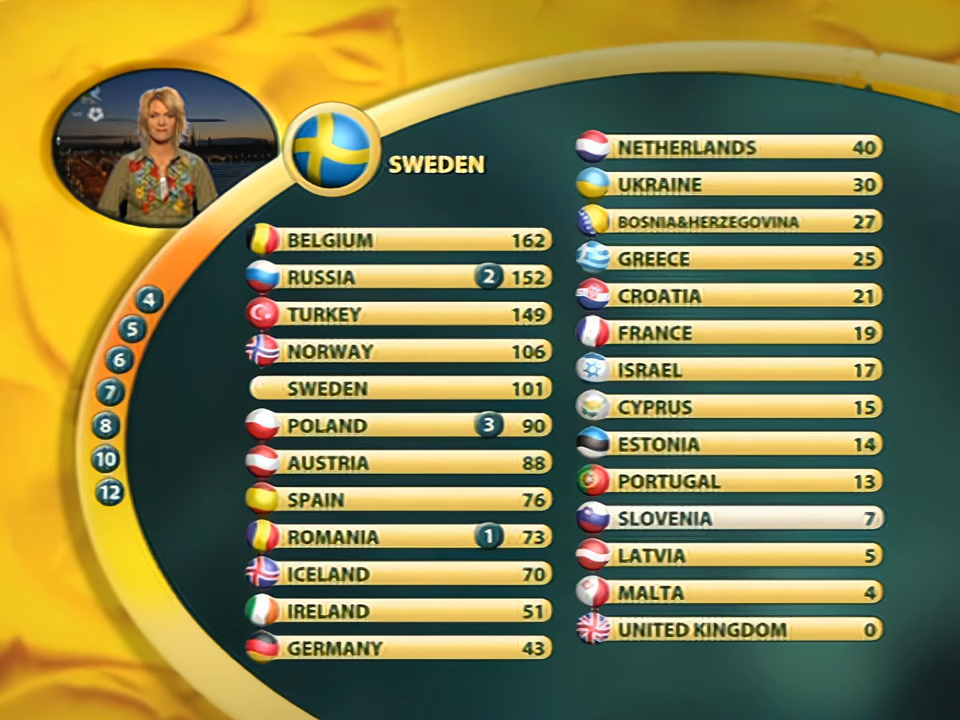 SWEDEN
4
5
6
7
8
10
12
BELGIUM 162
RUSSIA 2 152
TURKEY 149
NORWAY 106
SWEDEN 101
POLAND 3 90
AUSTRIA 88
SPAIN 76
ROMANIA 1 73
ICELAND 70
IRELAND 51
GERMANY 43
NETHERLANDS 40
UKRAINE 30
BOSNIA&HERZEGOVINA 27
GREECE 25
CROATIA 21
FRANCE 19
ISRAEL 17
CYPRUS 15
ESTONIA 14
PORTUGAL 13
SLOVENIA 7
LATVIA 5
MALTA 4
UNITED KINGDOM 0